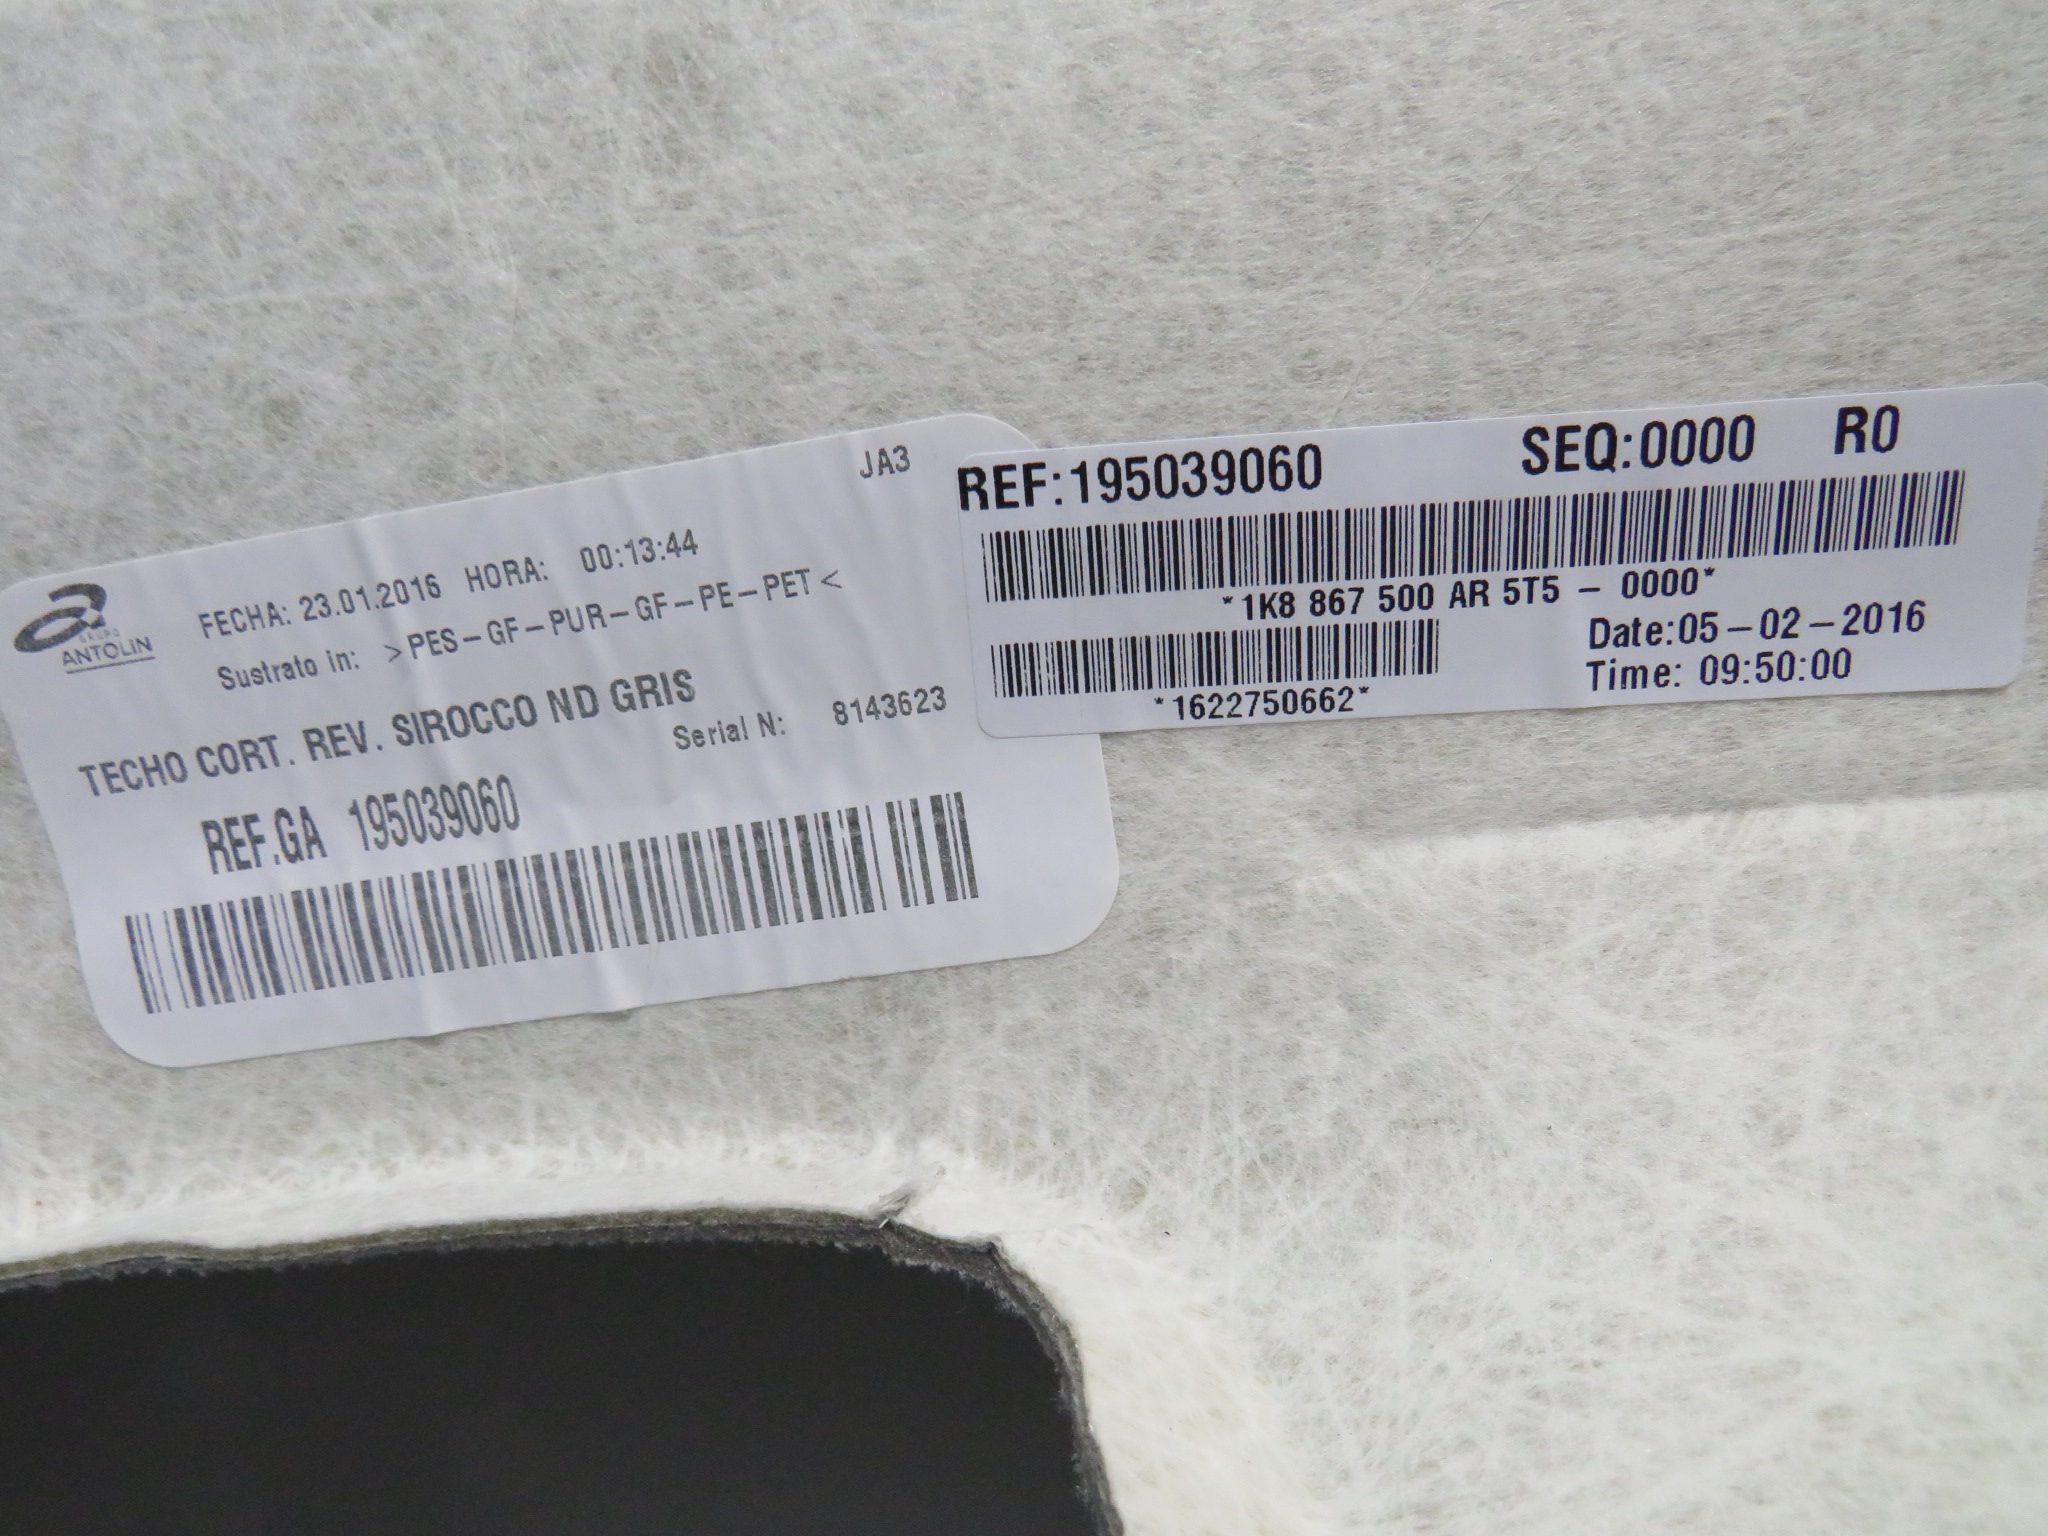 JA3
GRUPO
ANTOLIN
FECHA: 23.01.2016 HORA: 00:13:44
Sustrato in: >PES-GF-PUR-GF-PE-PET<
TECHO CORT. REV. SIROCCO ND GRIS
Serial N: 8143623
REF.GA 195039060
REF:195039060 SEQ:0000 R0
*1K8 867 500 AR 5T5 - 0000*
Date:05-02-2016
Time: 09:50:00
*1622750662*